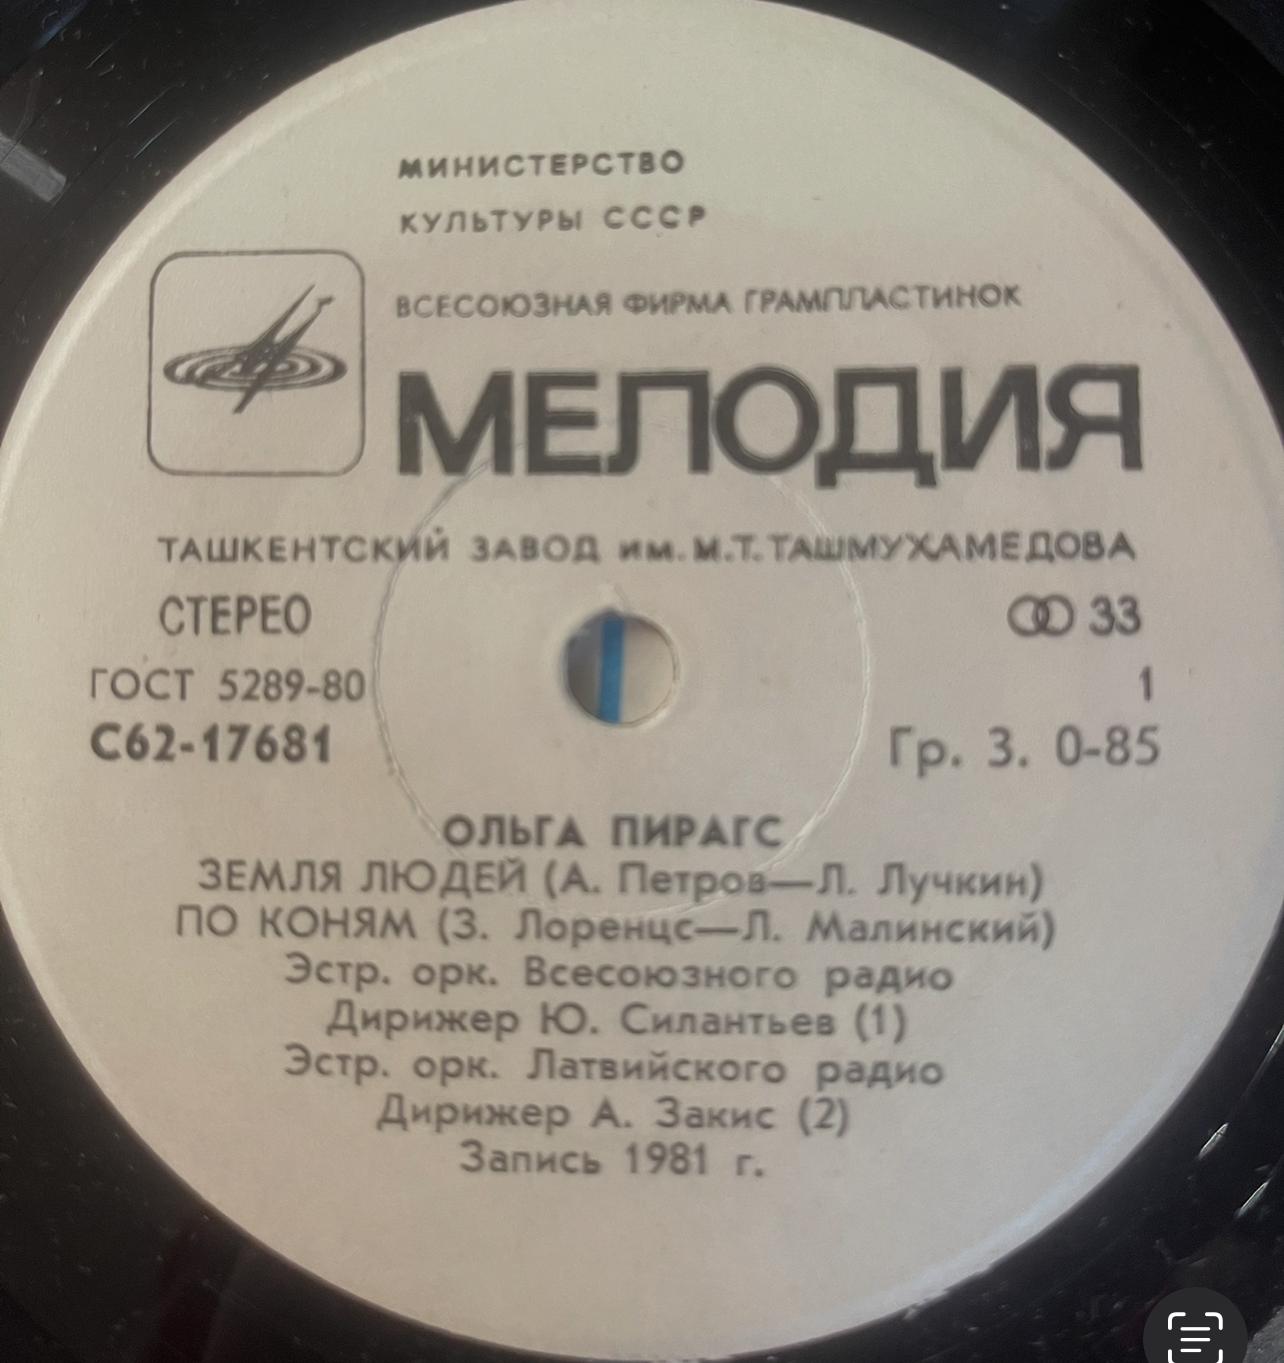 МИНИСТЕРСТВО
КУЛЬТУРЫ СССР
ВСЕСОЮЗНАЯ ФИРМА ГРАМПЛАСТИНОК
МЕЛОДИЯ
ТАШКЕНТСКИЙ ЗАВОД им. М.Т. ТАШМУХАМЕДОВА
СТЕРЕО 33
ГОСТ 5289-80 1
С62-17681 Гр. 3. 0-85
ОЛЬГА ПИРАГС
ЗЕМЛЯ ЛЮДЕЙ (А. Петров—Л. Лучкин)
ПО КОНЯМ (З. Лоренцс—Л. Малинский)
Эстр. орк. Всесоюзного радио
Дирижер Ю. Силантьев (1)
Эстр. орк. Латвийского радио
Дирижер А. Закис (2)
Запись 1981 г.